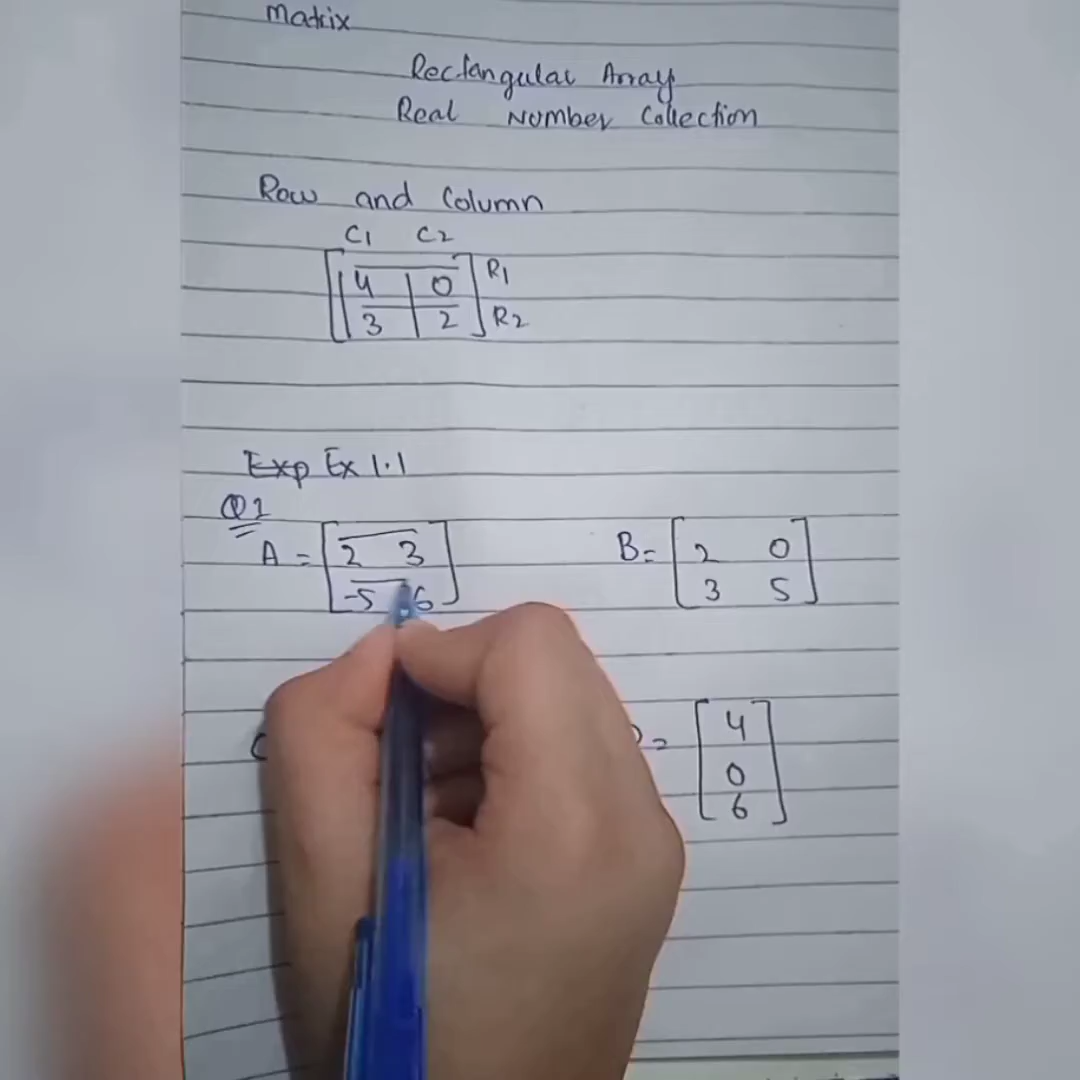 Matrix
Rectangular Array
Real Number Collection
Row and Column
C1 C2
4 0 R1
3 2 R2
Exp Ex 1.1
Q1
A = [2 3
-5 6]
B = [2 0
3 5]
C
= [4
0
6]